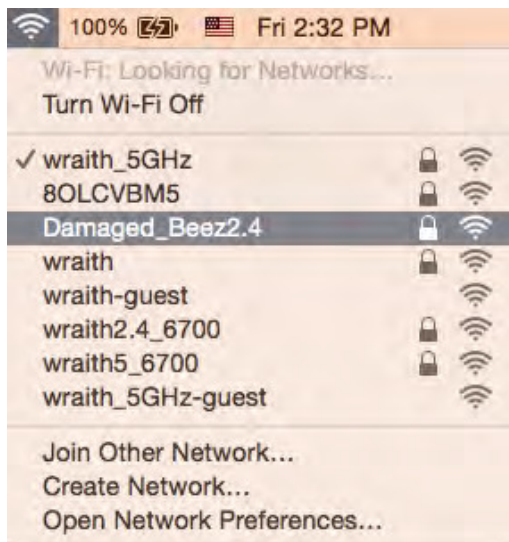 100% Fri 2:32 PM
Wi-Fi: Looking for Networks...
Turn Wi-Fi Off
✓ wraith_5GHz
8OLCVBM5
Damaged_Beez2.4
wraith
wraith-guest
wraith2.4_6700
wraith5_6700
wraith_5GHz-guest
Join Other Network...
Create Network...
Open Network Preferences...